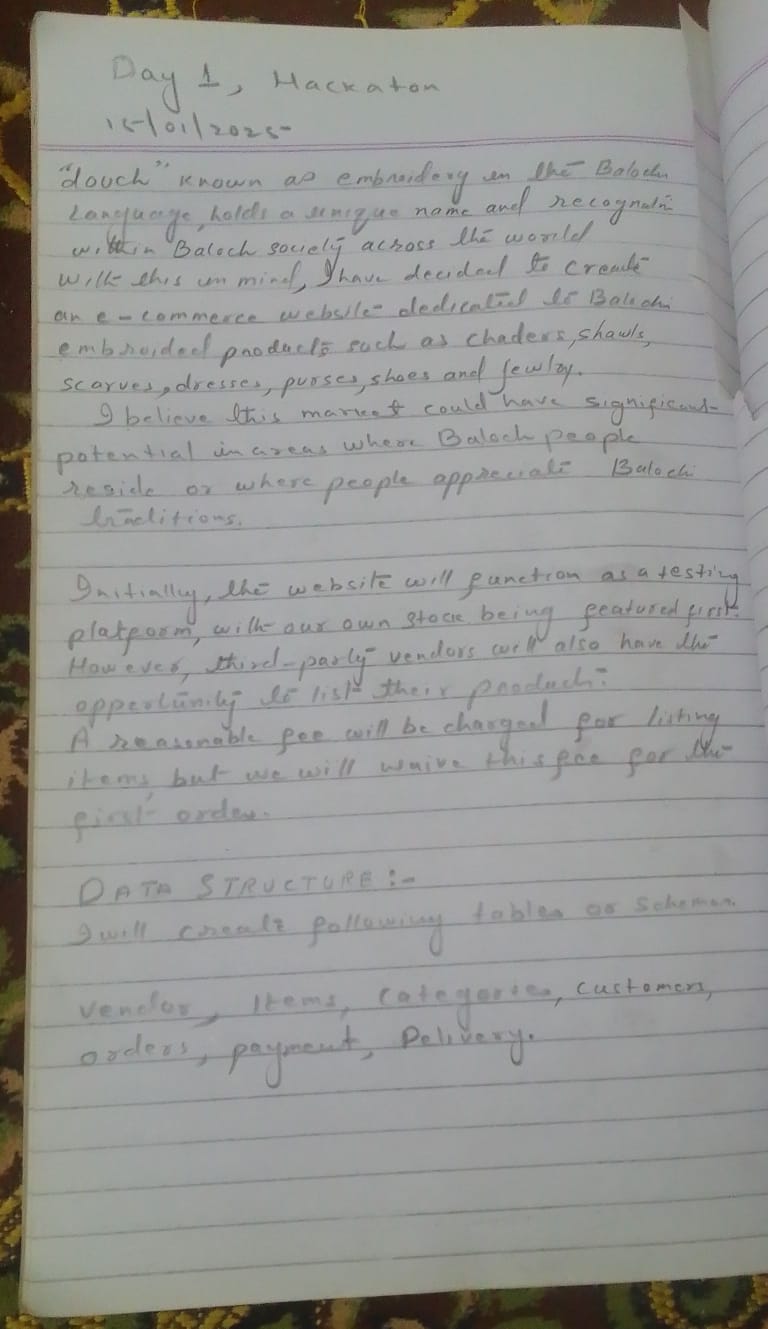 Day 1, Hackaton
15/01/2025
"douch" known as embroidery in the Balochi
Language, holds a unique name and recognition
within Baloch society across the world
with this in mind, I have decided to create
an e-commerce website dedicated to Balochi
embroided products such as chaders, shawls,
scarves, dresses, purses, shoes and Jewlry.
I believe this market could have significant
potential in areas where Baloch people
reside or where people appreciate Balochi
traditions.
Initially, the website will function as a testing
platform, with our own stock being featured first.
However, third-party vendors will also have the
opportunity to list their product.
A reasonable fee will be charged for listing
items, but we will waive this fee for the
first order.
DATA STRUCTURE :-
I will create following tables or schemas.
Vendor, Items, Categories, Customers,
orders, payment, Delivery.